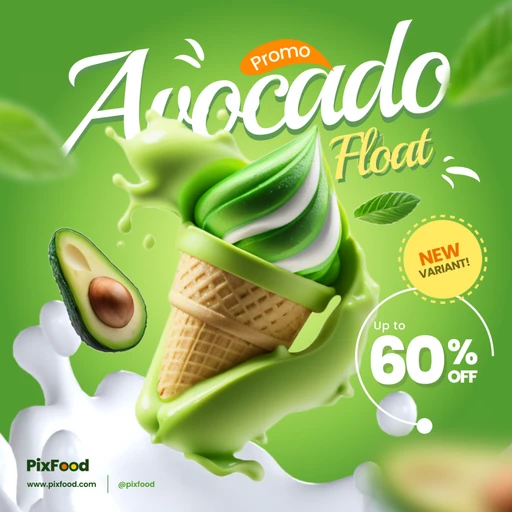 Promo
Avocado
Float
NEW
VARIANT!
Up to
60%
OFF
PixFood
www.pixfood.com
@pixfood